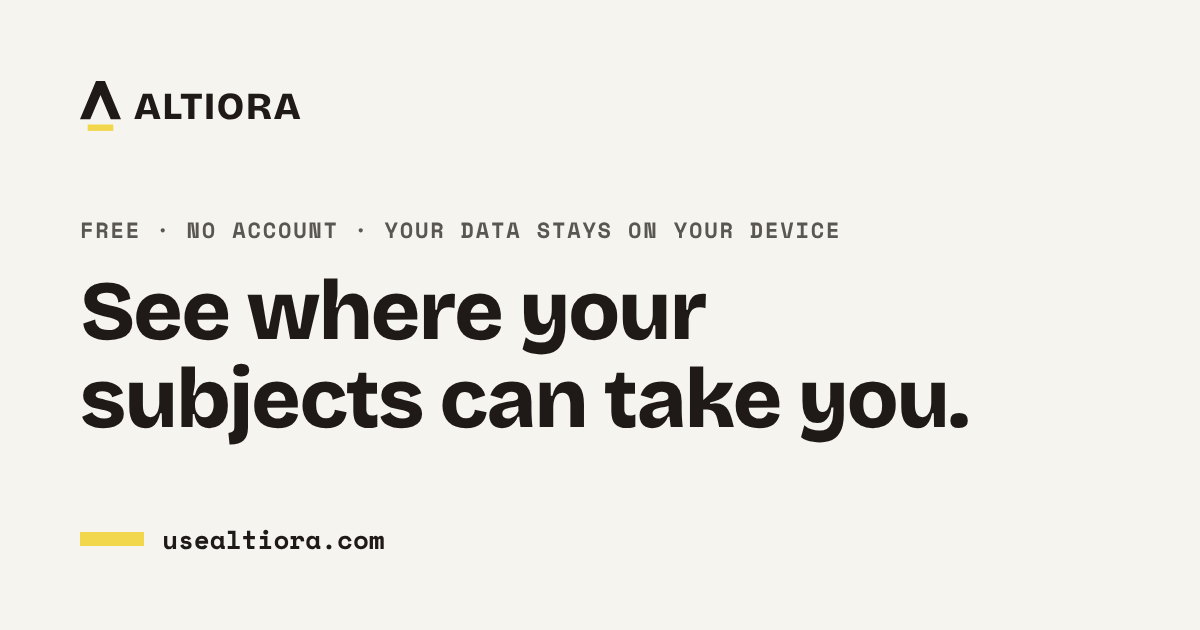 ALTIORA
FREE · NO ACCOUNT · YOUR DATA STAYS ON YOUR DEVICE
See where your
subjects can take you.
usealtiora.com